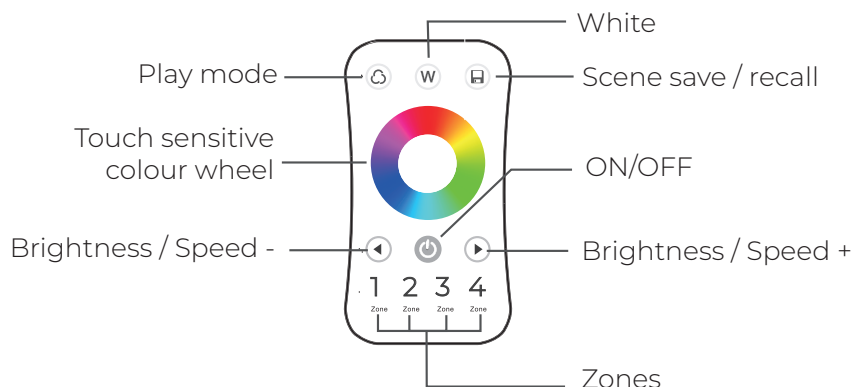 White
Play mode
Scene save / recall
W
Touch sensitive
colour wheel
ON/OFF
Brightness / Speed -
Brightness / Speed +
1 2 3 4
Zone Zone Zone Zone
Zones